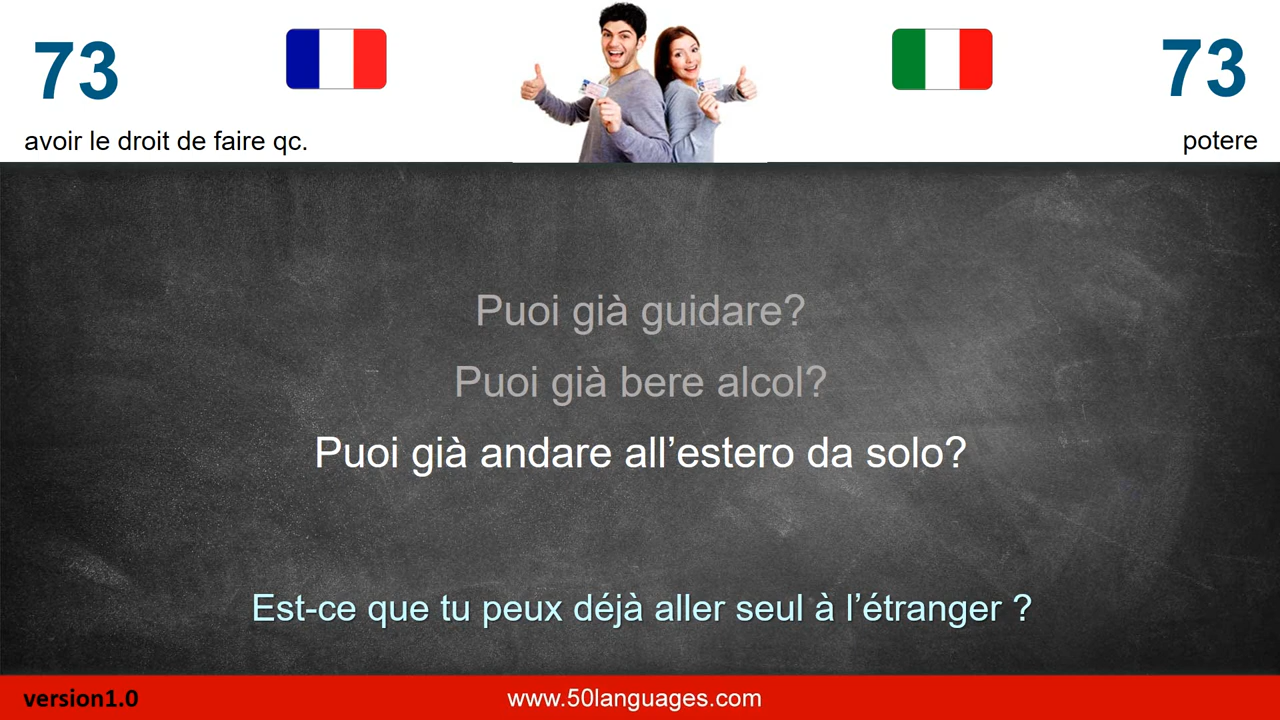 73
73
avoir le droit de faire qc.
potere
Puoi già guidare?
Puoi già bere alcol?
Puoi già andare all’estero da solo?
Est-ce que tu peux déjà aller seul à l’étranger ?
version1.0
www.50languages.com